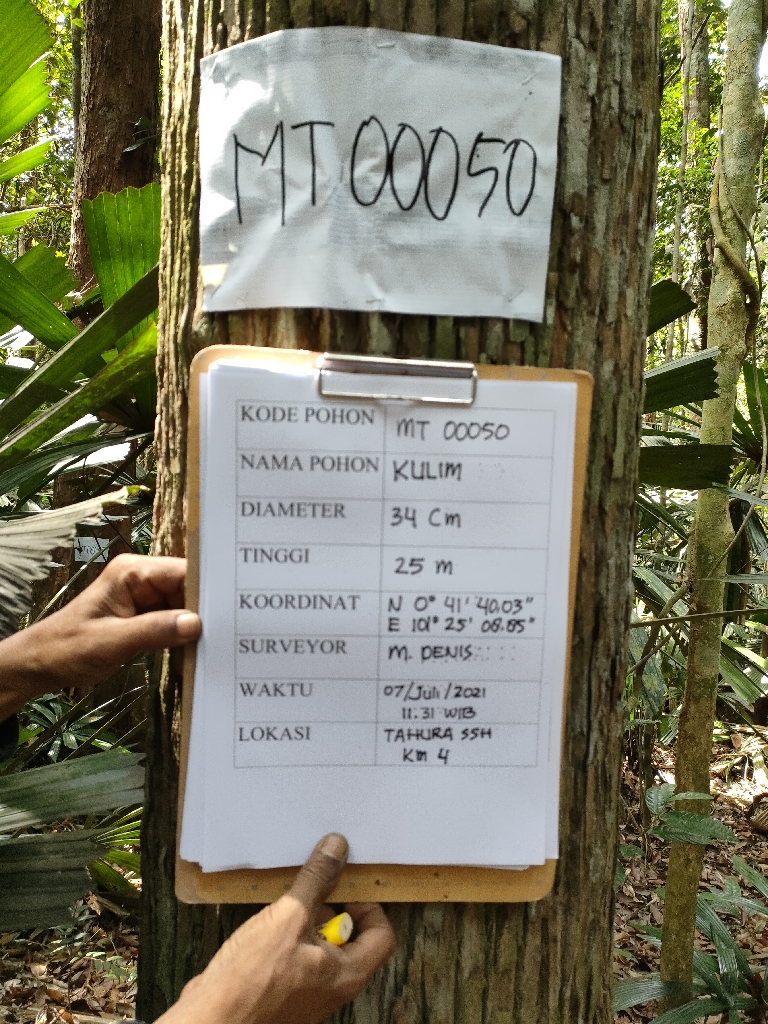 MT 00050
KODE POHON MT 00050
NAMA POHON KULIM
DIAMETER 34 Cm
TINGGI 25 m
KOORDINAT N 0° 41' 40.03"
E 101° 25' 08.85"
SURVEYOR M. DENIS
WAKTU 07/Juli/2021
11.31 WIB
LOKASI TAHURA SSH
Km 4